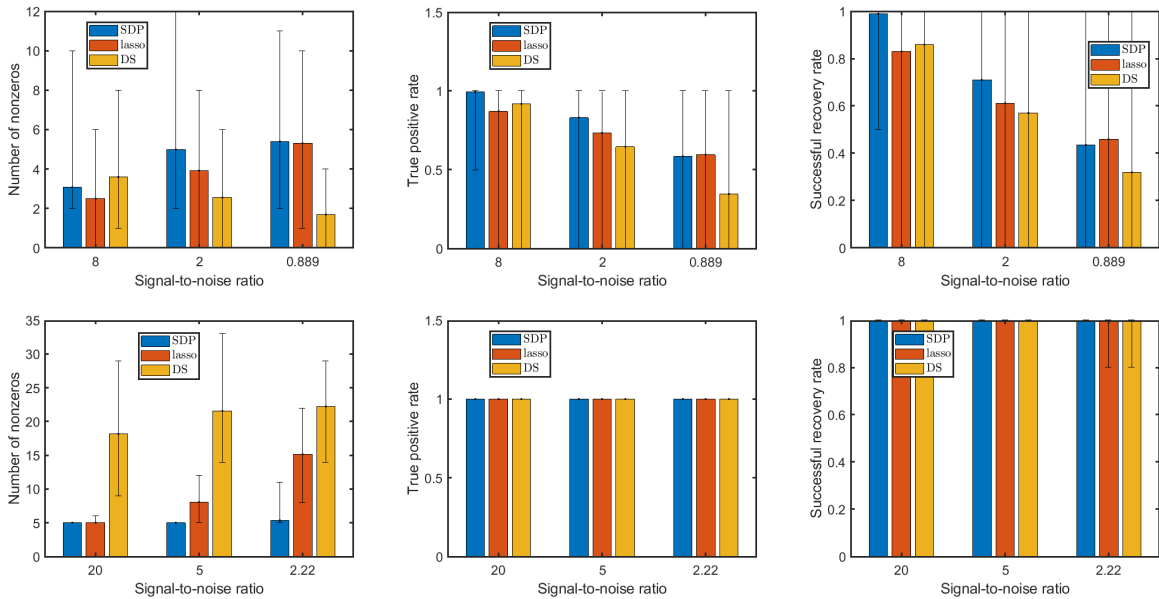 Number of nonzeros
12
10
8
6
4
2
0
SDP
lasso
DS
8 2 0.889
Signal-to-noise ratio
True positive rate
1.5
1
0.5
0
SDP
lasso
DS
8 2 0.889
Signal-to-noise ratio
Successful recovery rate
1
0.8
0.6
0.4
0.2
0
SDP
lasso
DS
8 2 0.889
Signal-to-noise ratio
Number of nonzeros
35
30
25
20
15
10
5
0
SDP
lasso
DS
20 5 2.22
Signal-to-noise ratio
True positive rate
1.5
1
0.5
0
SDP
lasso
DS
20 5 2.22
Signal-to-noise ratio
Successful recovery rate
1
0.8
0.6
0.4
0.2
0
SDP
lasso
DS
20 5 2.22
Signal-to-noise ratio